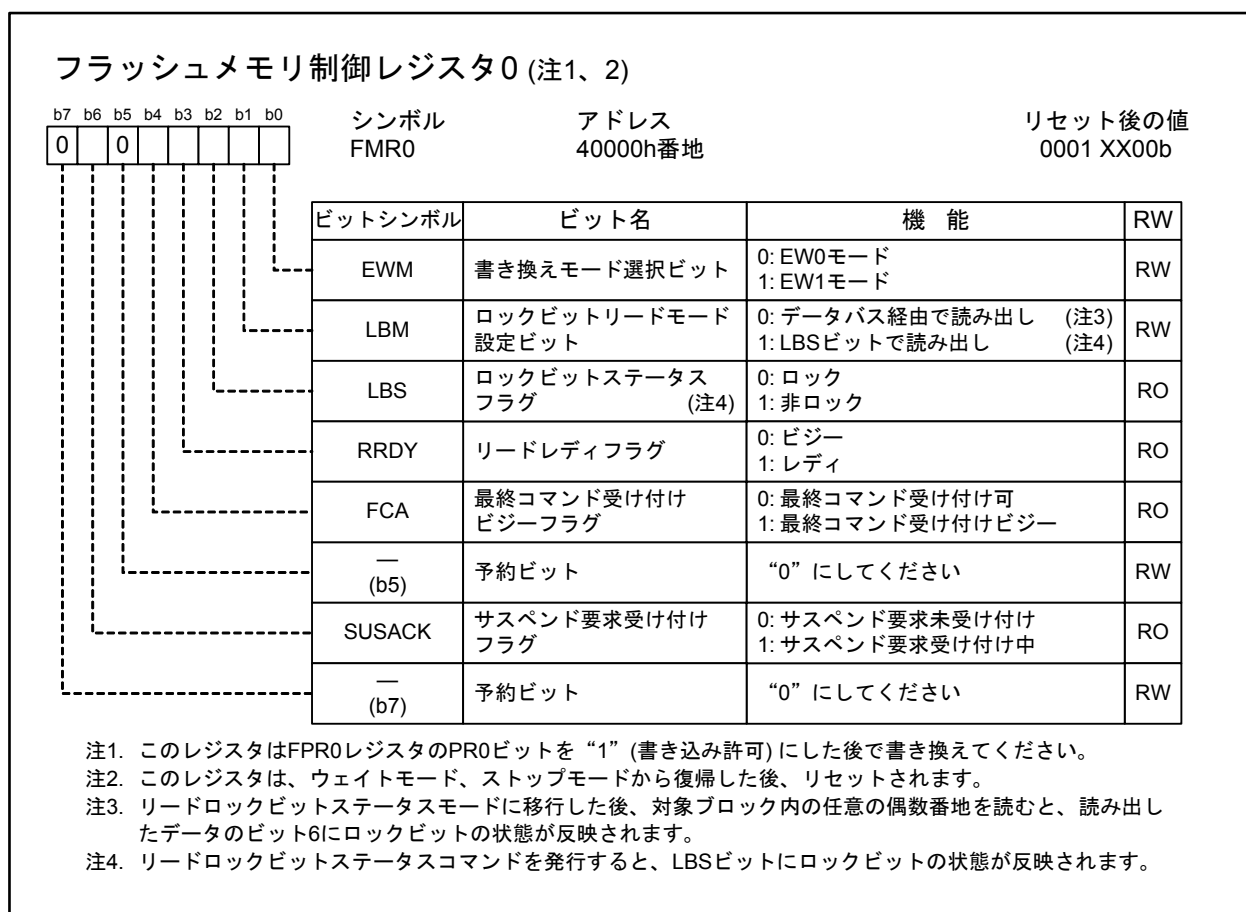 フラッシュメモリ制御レジスタ0 (注1、2)
b7 b6 b5 b4 b3 b2 b1 b0
0 0
シンボル アドレス リセット後の値
FMR0 40000h番地 0001 XX00b
ビットシンボル ビット名 機 能 RW
EWM 書き換えモード選択ビット 0: EW0モード RW
1: EW1モード
LBM ロックビットリードモード 0: データバス経由で読み出し (注3) RW
設定ビット 1: LBSビットで読み出し (注4)
LBS ロックビットステータス 0: ロック RO
フラグ (注4) 1: 非ロック
RRDY リードレディフラグ 0: ビジー RO
1: レディ
FCA 最終コマンド受け付け 0: 最終コマンド受け付け可 RO
ビジーフラグ 1: 最終コマンド受け付けビジー
— 予約ビット “0”にしてください RW
(b5)
SUSACK サスペンド要求受け付け 0: サスペンド要求未受け付け RO
フラグ 1: サスペンド要求受け付け中
— 予約ビット “0”にしてください RW
(b7)
注1. このレジスタはFPR0レジスタのPR0ビットを“1”(書き込み許可) にした後で書き換えてください。
注2. このレジスタは、ウェイトモード、ストップモードから復帰した後、リセットされます。
注3. リードロックビットステータスモードに移行した後、対象ブロック内の任意の偶数番地を読むと、読み出し
たデータのビット6にロックビットの状態が反映されます。
注4. リードロックビットステータスコマンドを発行すると、LBSビットにロックビットの状態が反映されます。